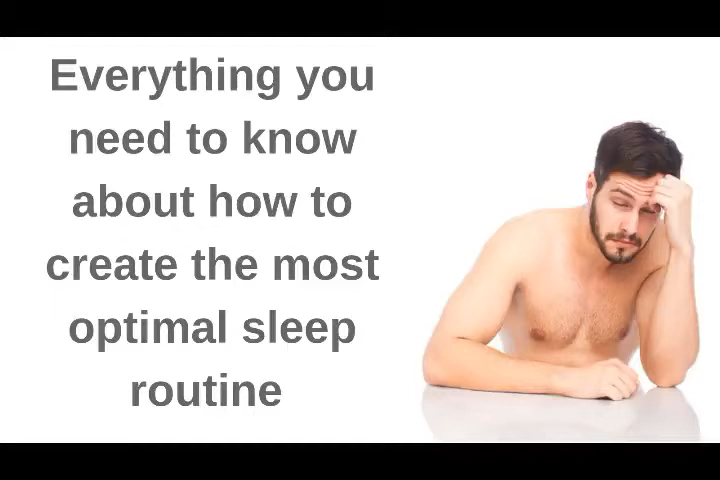 Everything you
need to know
about how to
create the most
optimal sleep
routine